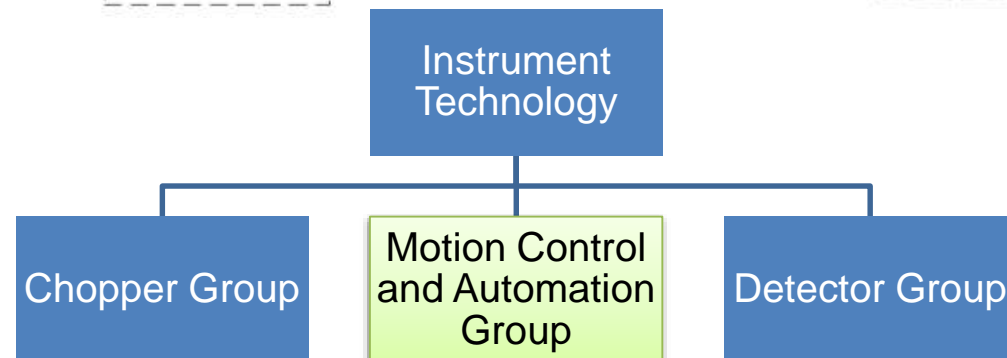 Instrument
Technology
Chopper Group
Motion Control
and Automation
Group
Detector Group